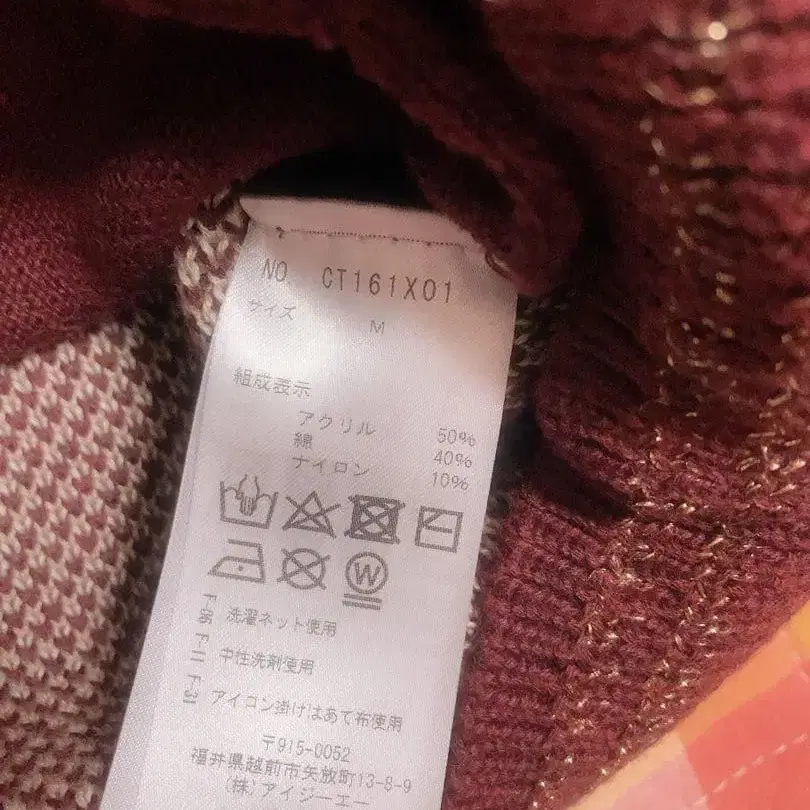 NO. CT161X01
サイズ M
組成表示
アクリル 50%
綿 40%
ナイロン 10%
W
F-06 洗濯ネット使用
F-11 中性洗剤使用
F-31 アイロン掛けはあて布使用
〒915-0052
福井県越前市矢放町13-8-9
(株)アイジーエー